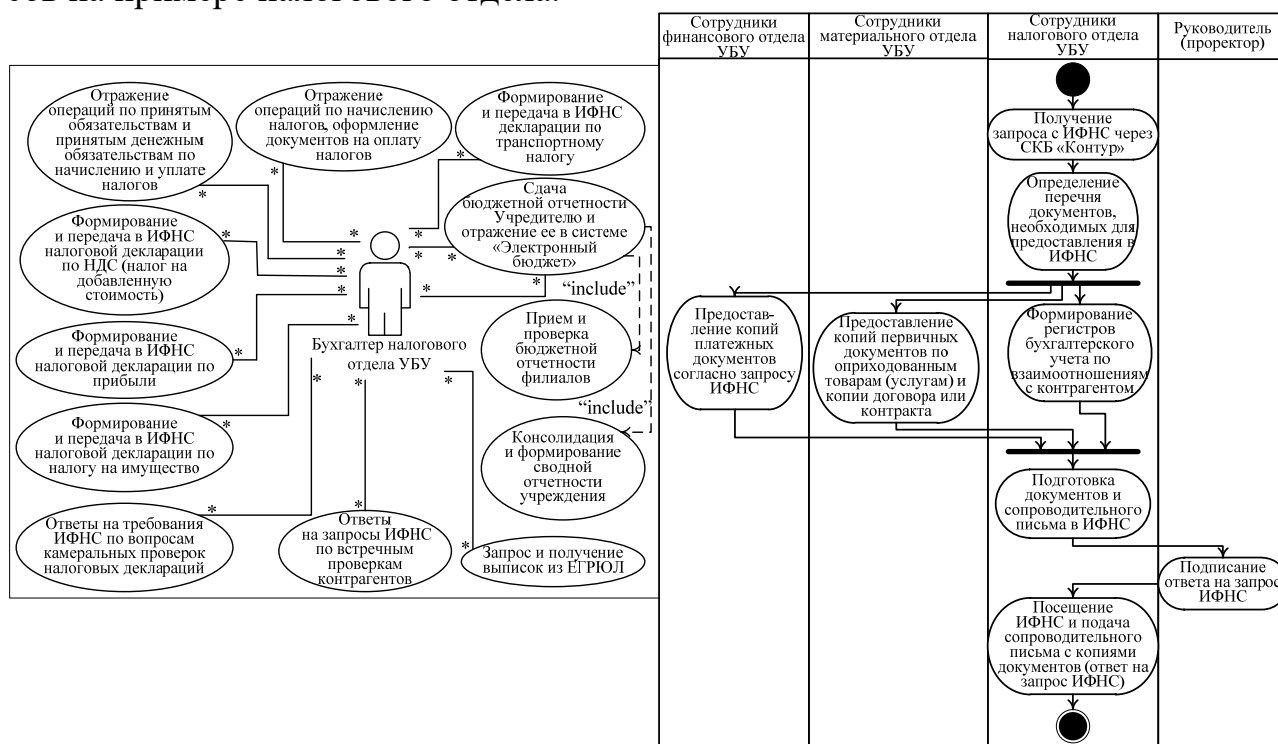 Отражение
операций по принятым
обязательствам и
принятым денежным
обязательствам по
начислению и уплате
налогов
*
Отражение
операций по начислению
налогов, оформление
документов на оплату
налогов
*
Формирование
и передача в ИФНС
декларации по
транспортному
налогу
*
*
Сдача
бюджетной отчетности
Учредителю и
отражение ее в системе
«Электронный
бюджет»
*
*
*
*
Формирование
и передача в ИФНС
налоговой декларации
по НДС (налог на
добавленную
стоимость)
*
*
*
*
*
*
Формирование
и передача в ИФНС
налоговой декларации по
прибыли
*
Бухгалтер налогового
отдела УБУ
*
*
*
*
“include”
Прием и
проверка
бюджетной
отчетности
филиалов
“include”
Консолидация
и формирование
сводной
отчетности
учреждения
Формирование
и передача в ИФНС
налоговой декларации по
налогу на имущество
*
Ответы на требования
ИФНС по вопросам
камеральных проверок
налоговых деклараций
*
Ответы
на запросы ИФНС
по встречным
проверкам
контрагентов
*
Запрос и получение
выписок из ЕГРЮЛ
*
Сотрудники
финансового отдела
УБУ
Сотрудники
материального отдела
УБУ
Сотрудники
налогового отдела
УБУ
Руководитель
(проректор)
Получение
запроса с ИФНС через
СКБ «Контур»
Определение
перечня
документов,
необходимых для
предоставления в
ИФНС
Предостав-
ление копий
платежных
документов
согласно запросу
ИФНС
Предоставление
копий первичных
документов по
оприходованным
товарам (услугам) и
копии договора или
контракта
Формирование
регистров
бухгалтерского
учета по
взаимоотношениям
с контрагентом
Подготовка
документов и
сопроводительного
письма в ИФНС
Подписание
ответа на запрос
ИФНС
Посещение
ИФНС и подача
сопроводительного
письма с копиями
документов (ответ на
запрос ИФНС)